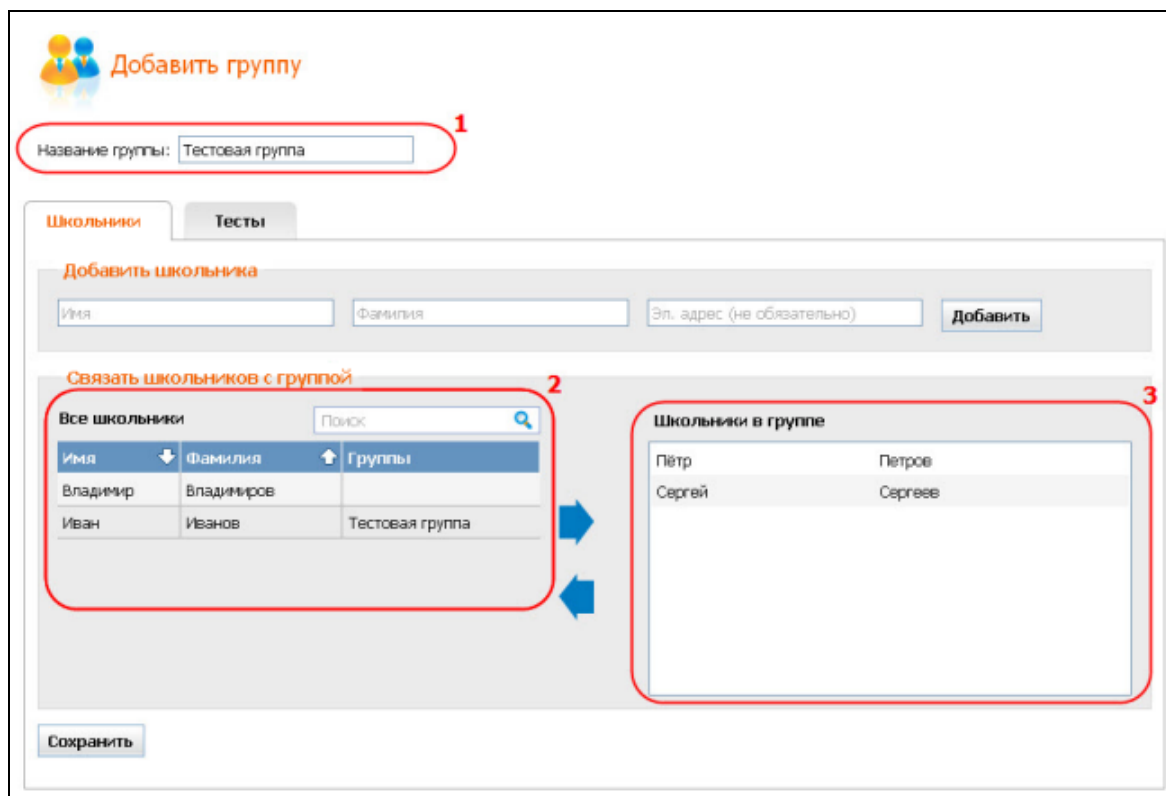 Добавить группу
1
Название группы: Тестовая группа
Школьники Тесты
Добавить школьника
Имя Фамилия Эл. адрес (не обязательно) Добавить
Связать школьников с группой
2
3
Все школьники Поиск
Школьники в группе
Имя Фамилия Группы
Пётр Петров
Владимир Владимиров
Сергей Сергеев
Иван Иванов Тестовая группа
Сохранить